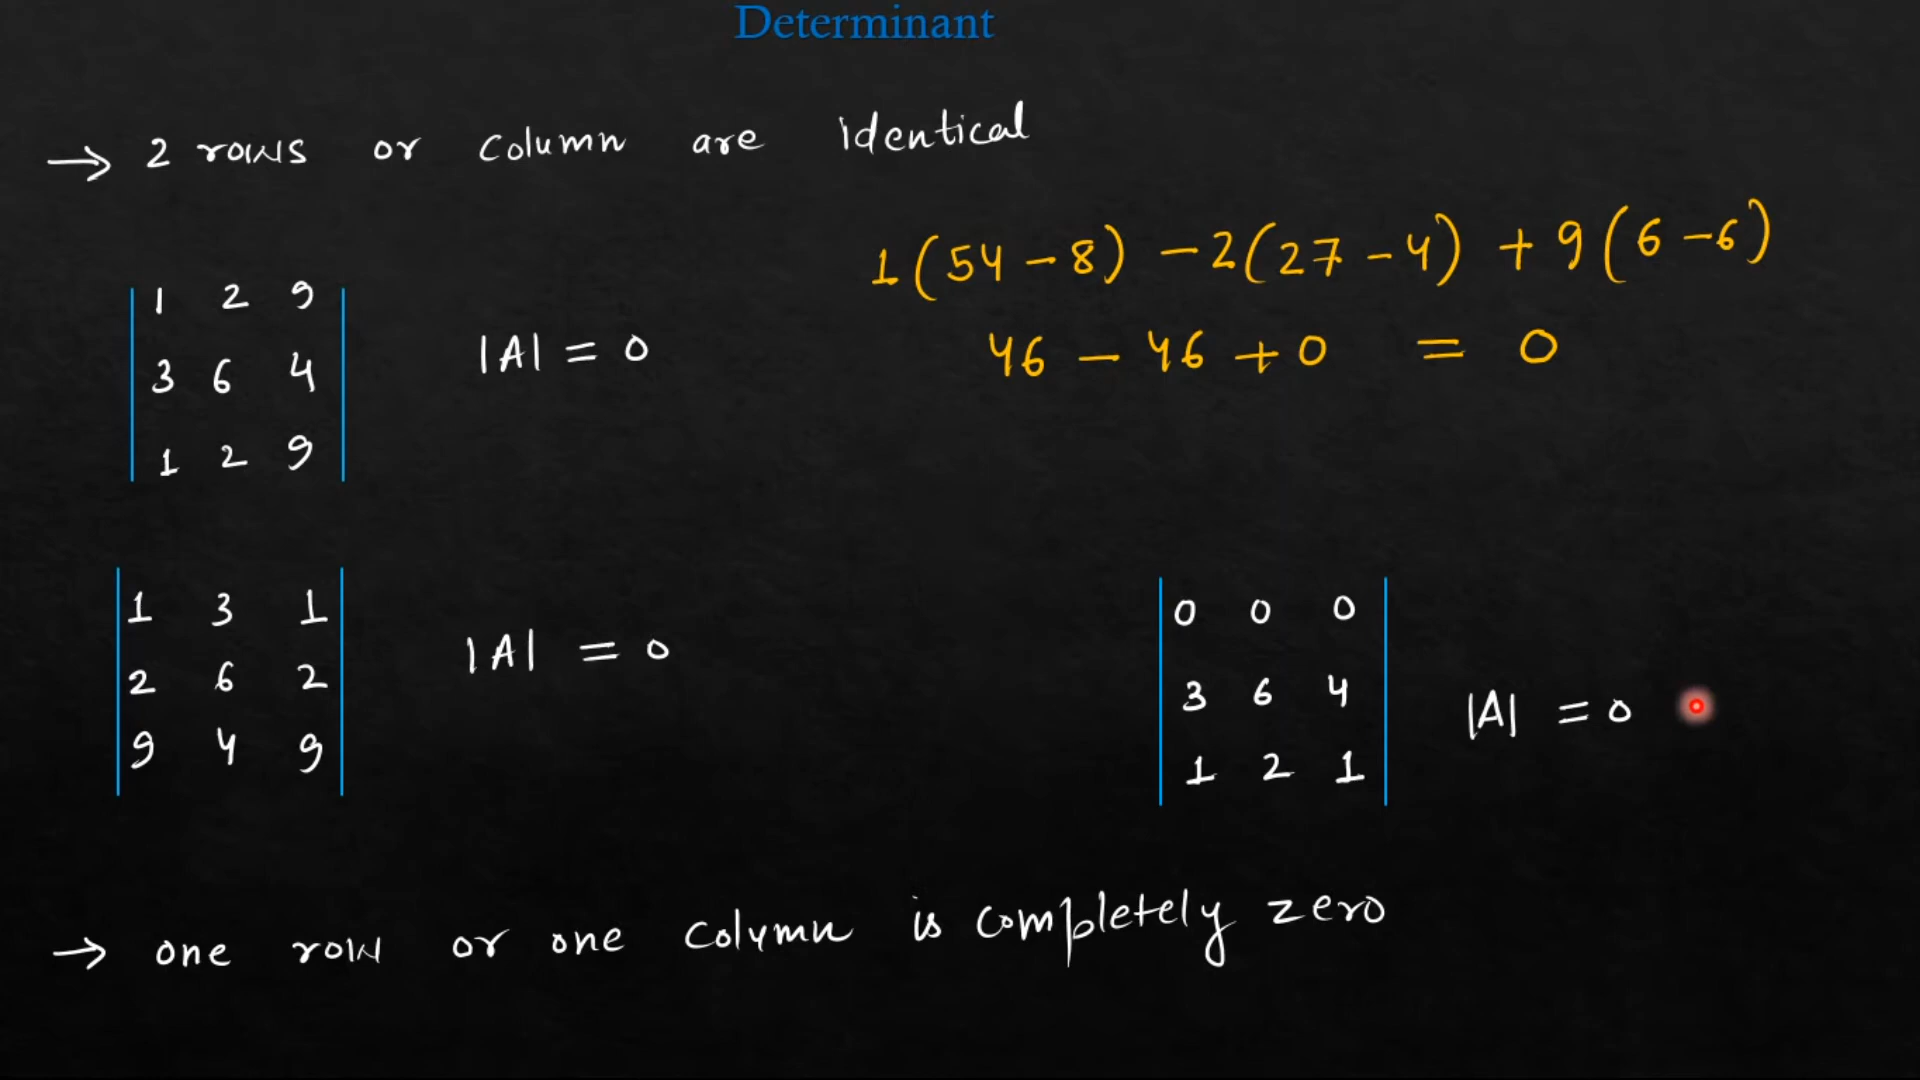 Determinant
→ 2 rows or column are identical
1(54-8) -2(27-4) +9(6-6)
46 - 46 + 0 = 0
1 2 9
3 6 4
1 2 9
|A| = 0
1 3 1
2 6 2
9 4 9
|A| = 0
0 0 0
3 6 4
1 2 1
|A| = 0
→ one row or one column is completely zero